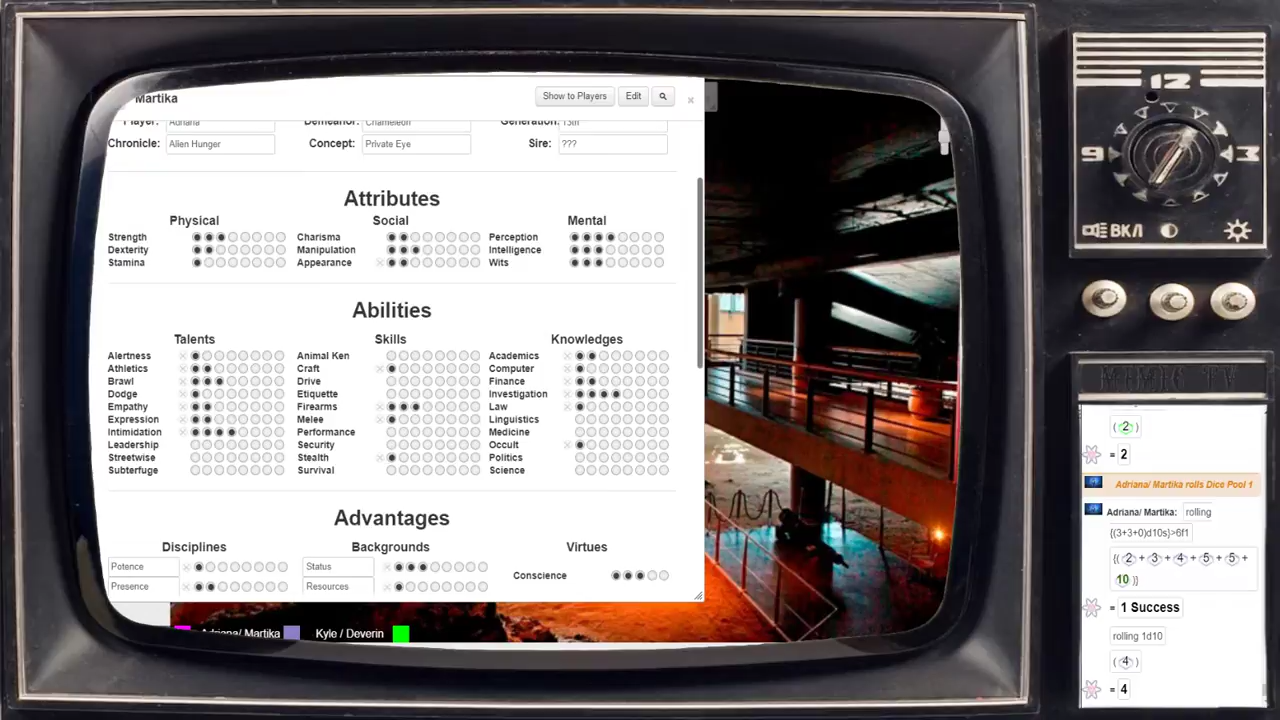 Martika
Show to Players
Edit
×
Player: Adriana Demeanor: Chameleon Generation: 13th
Chronicle: Alien Hunger Concept: Private Eye Sire: ???
Attributes
Physical Social Mental
Strength Charisma Perception
Dexterity Manipulation Intelligence
Stamina Appearance Wits
Abilities
Talents Skills Knowledges
Alertness Animal Ken Academics
Athletics Craft Computer
Brawl Drive Finance
Dodge Etiquette Investigation
Empathy Firearms Law
Expression Melee Linguistics
Intimidation Performance Medicine
Leadership Security Occult
Streetwise Stealth Politics
Subterfuge Survival Science
Advantages
Disciplines Backgrounds Virtues
Potence Status Conscience
Presence Resources
Adriana/ Martika Kyle / Deverin
12
9 3
ВКЛ
(2)
= 2
Adriana/ Martika rolls Dice Pool 1
Adriana/ Martika: rolling
{(3+3+0)d10s}>6f1
{(2+3+4+5+5+
10)}
= 1 Success
rolling 1d10
(4)
= 4